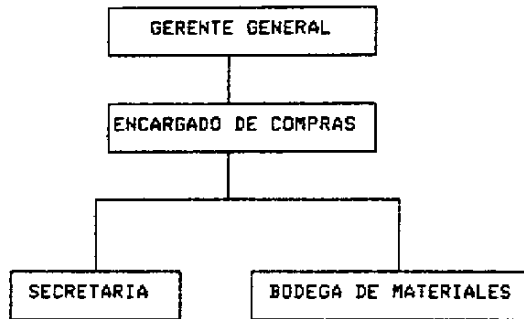 GERENTE GENERAL
ENCARGADO DE COMPRAS
SECRETARIA
BODEGA DE MATERIALES